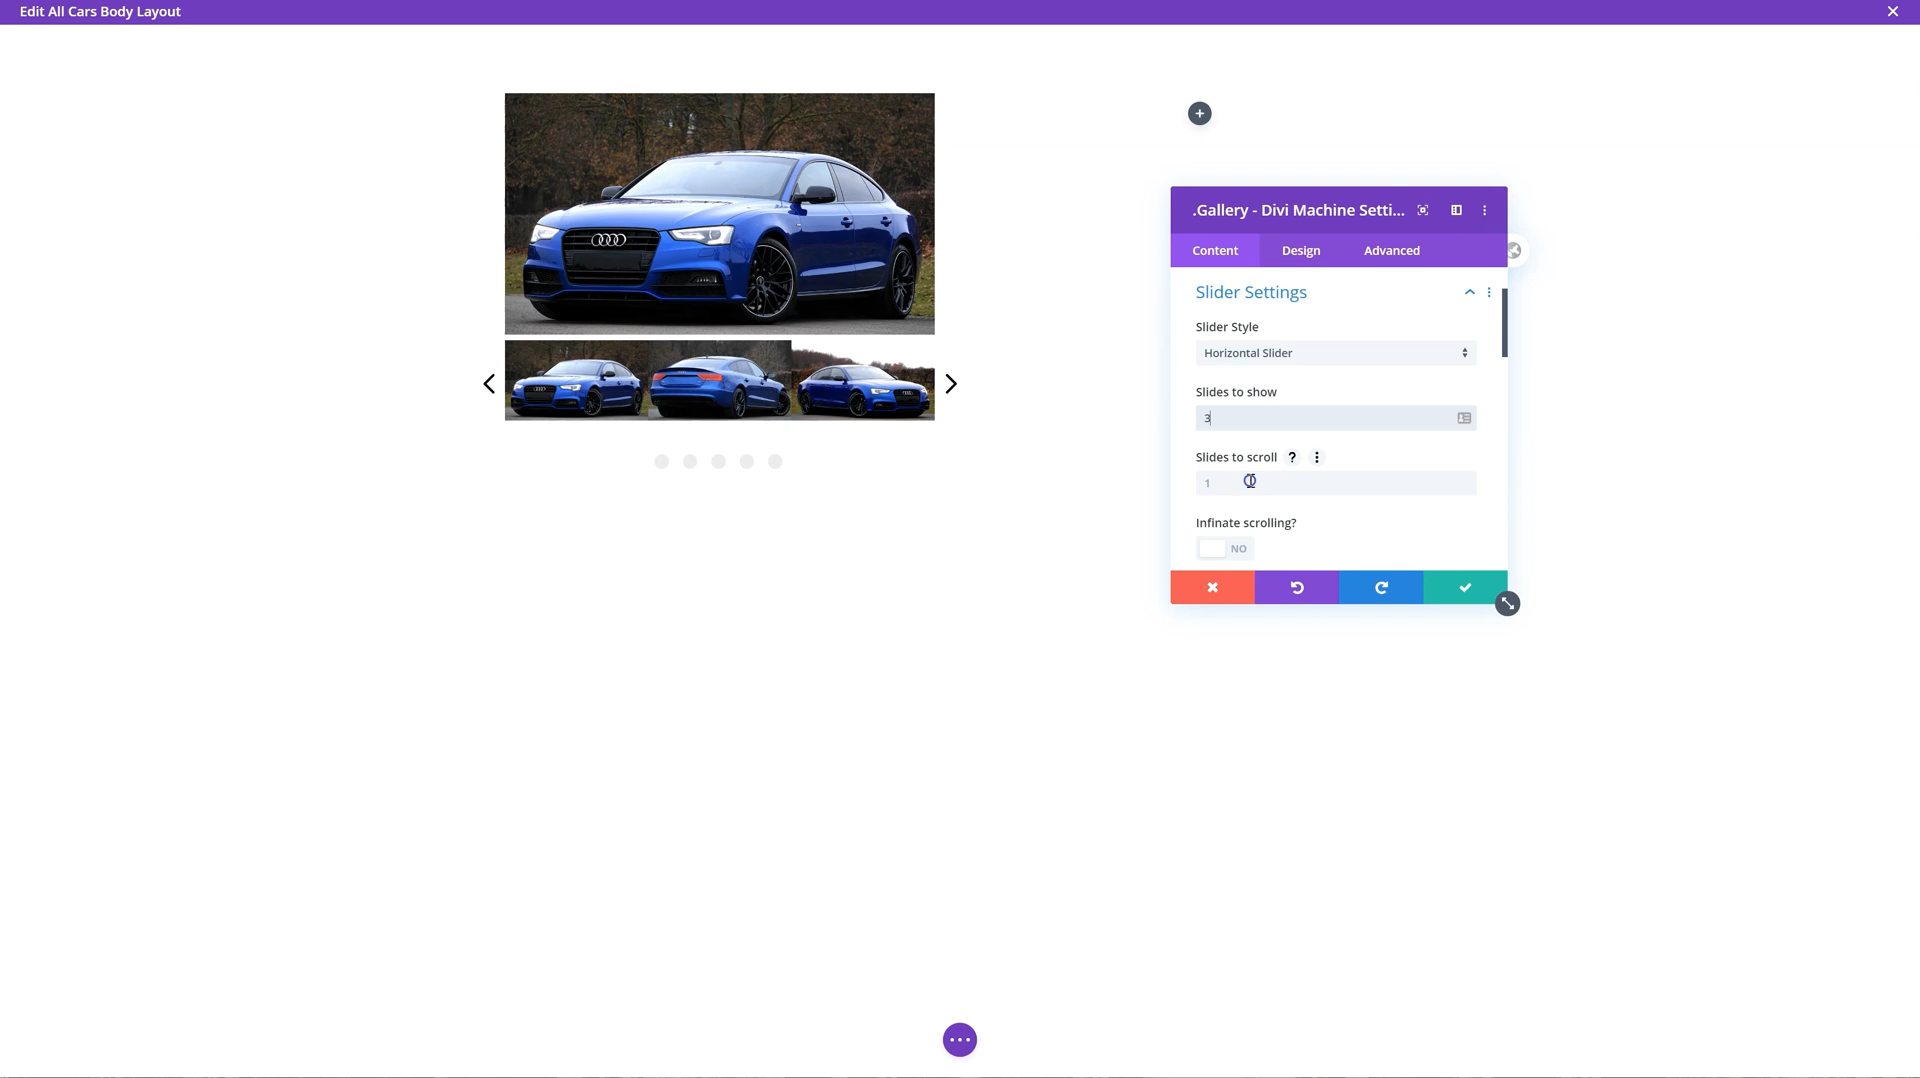 Edit All Cars Body Layout
.Gallery - Divi Machine Setti...
Content Design Advanced
Slider Settings
Slider Style
Horizontal Slider
Slides to show
3
Slides to scroll ?
1
Infinate scrolling?
NO